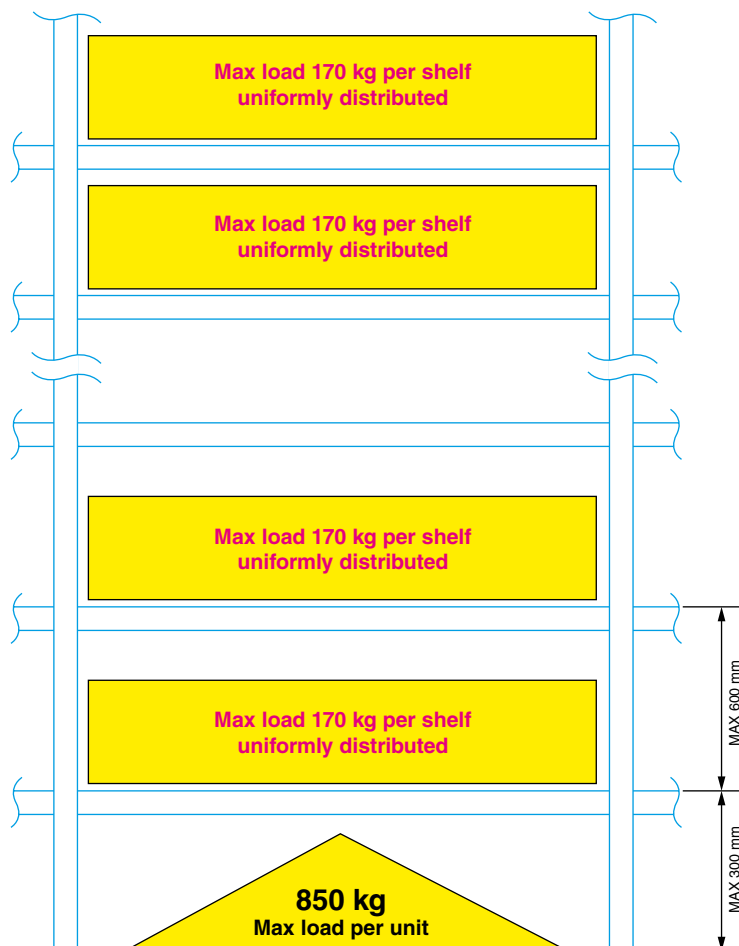 Max load 170 kg per shelf
uniformly distributed
Max load 170 kg per shelf
uniformly distributed
Max load 170 kg per shelf
uniformly distributed
MAX 600 mm
Max load 170 kg per shelf
uniformly distributed
MAX 300 mm
850 kg
Max load per unit